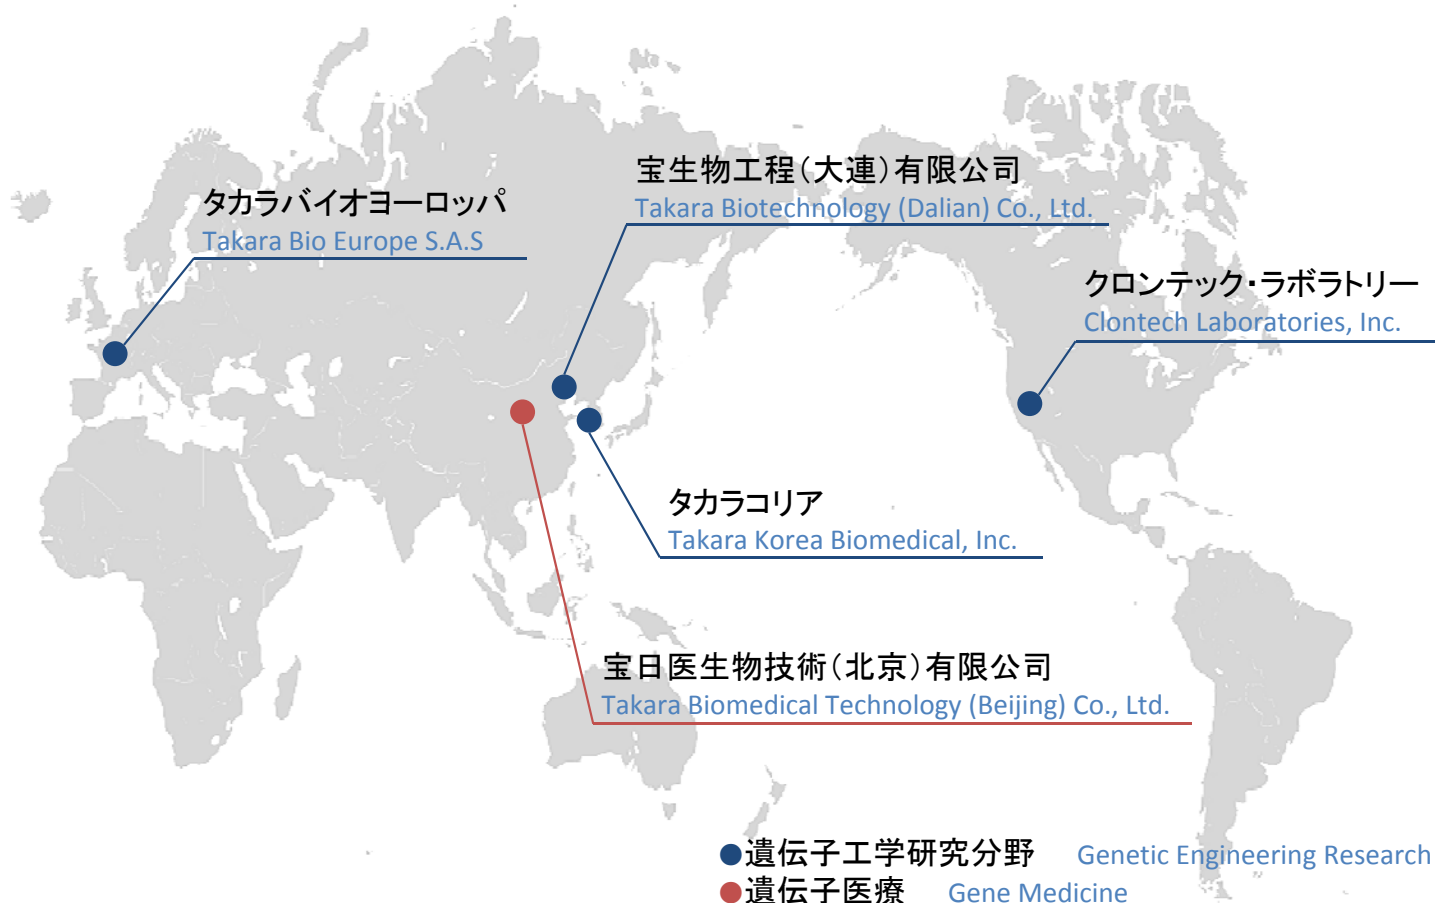 宝生物工程(大連)有限公司
Takara Biotechnology (Dalian) Co., Ltd.
タカラバイオヨーロッパ
Takara Bio Europe S.A.S
クロンテック・ラボラトリー
Clontech Laboratories, Inc.
タカラコリア
Takara Korea Biomedical, Inc.
宝日医生物技術(北京)有限公司
Takara Biomedical Technology (Beijing) Co., Ltd.
●遺伝子工学研究分野 Genetic Engineering Research
●遺伝子医療 Gene Medicine